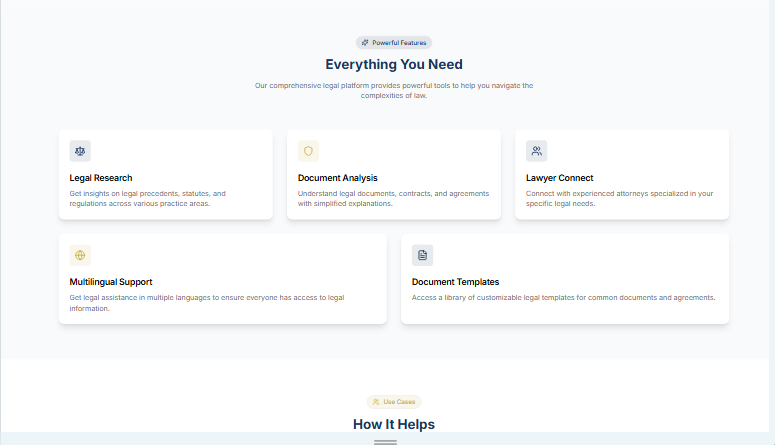 Powerful Features
Everything You Need
Our comprehensive legal platform provides powerful tools to help you navigate the
complexities of law.
Legal Research
Get insights on legal precedents, statutes, and
regulations across various practice areas.
Document Analysis
Understand legal documents, contracts, and agreements
with simplified explanations.
Lawyer Connect
Connect with experienced attorneys specialized in your
specific legal needs.
Multilingual Support
Get legal assistance in multiple languages to ensure everyone has access to legal
information.
Document Templates
Access a library of customizable legal templates for common documents and agreements.
Use Cases
How It Helps